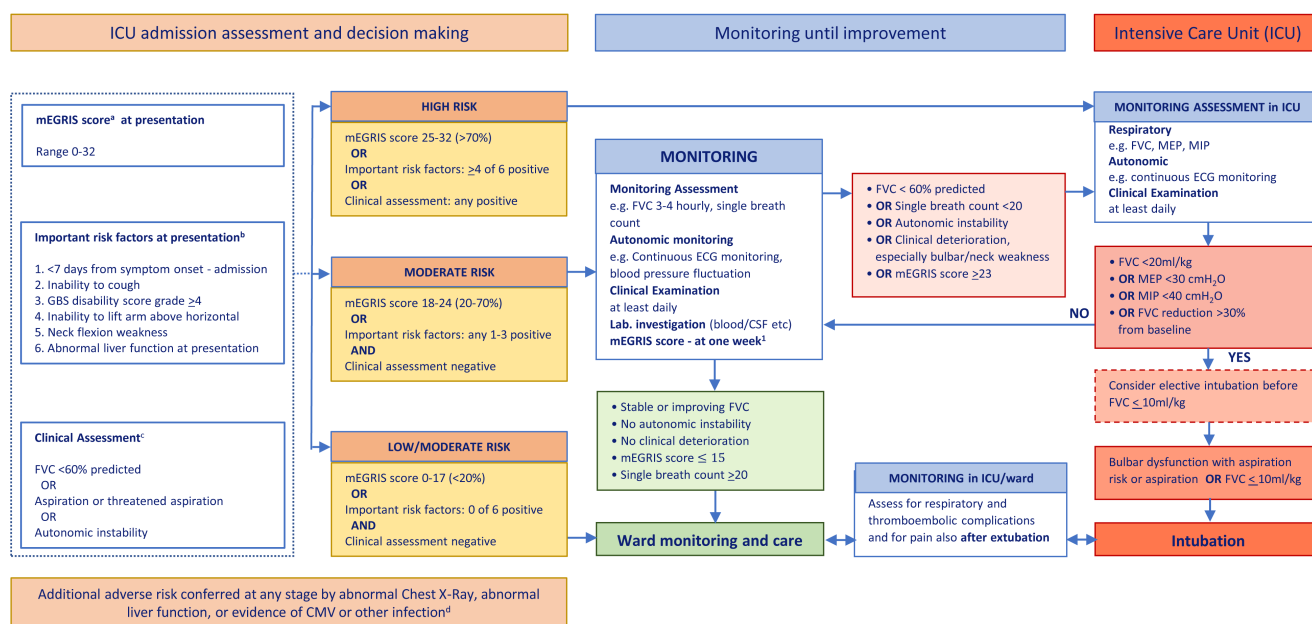 ICU admission assessment and decision making
Monitoring until improvement
Intensive Care Unit (ICU)
mEGRIS scoreᵃ at presentation
Range 0-32
Important risk factors at presentationᵇ
1. <7 days from symptom onset - admission
2. Inability to cough
3. GBS disability score grade ≥4
4. Inability to lift arm above horizontal
5. Neck flexion weakness
6. Abnormal liver function at presentation
Clinical Assessmentᶜ
FVC <60% predicted
OR
Aspiration or threatened aspiration
OR
Autonomic instability
HIGH RISK
mEGRIS score 25-32 (>70%)
OR
Important risk factors: ≥4 of 6 positive
OR
Clinical assessment: any positive
MODERATE RISK
mEGRIS score 18-24 (20-70%)
OR
Important risk factors: any 1-3 positive
AND
Clinical assessment negative
LOW/MODERATE RISK
mEGRIS score 0-17 (<20%)
OR
Important risk factors: 0 of 6 positive
AND
Clinical assessment negative
Additional adverse risk conferred at any stage by abnormal Chest X-Ray, abnormal
liver function, or evidence of CMV or other infectionᵈ
MONITORING
Monitoring Assessment
e.g. FVC 3-4 hourly, single breath
count
Autonomic monitoring
e.g. Continuous ECG monitoring,
blood pressure fluctuation
Clinical Examination
at least daily
Lab. investigation (blood/CSF etc)
mEGRIS score - at one week¹
• Stable or improving FVC
• No autonomic instability
• No clinical deterioration
• mEGRIS score ≤ 15
• Single breath count ≥20
Ward monitoring and care
• FVC < 60% predicted
• OR Single breath count <20
• OR Autonomic instability
• OR Clinical deterioration,
especially bulbar/neck weakness
• OR mEGRIS score ≥23
MONITORING in ICU/ward
Assess for respiratory and
thromboembolic complications
and for pain also after extubation
MONITORING ASSESSMENT in ICU
Respiratory
e.g. FVC, MEP, MIP
Autonomic
e.g. continuous ECG monitoring
Clinical Examination
at least daily
• FVC <20ml/kg
• OR MEP <30 cmH₂O
• OR MIP <40 cmH₂O
• OR FVC reduction >30%
from baseline
NO
YES
Consider elective intubation before
FVC ≤ 10ml/kg
Bulbar dysfunction with aspiration
risk or aspiration OR FVC ≤10ml/kg
Intubation